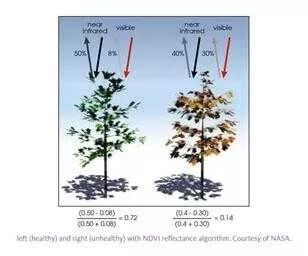 near infrared visible near infrared visible
50% 8% 40% 30%
(0.50 - 0.08) / (0.50 + 0.08) = 0.72 (0.4 - 0.30) / (0.4 + 0.30) = 0.14
left (healthy) and right (unhealthy) with NDVI reflectance algorithm. Courtesy of NASA.